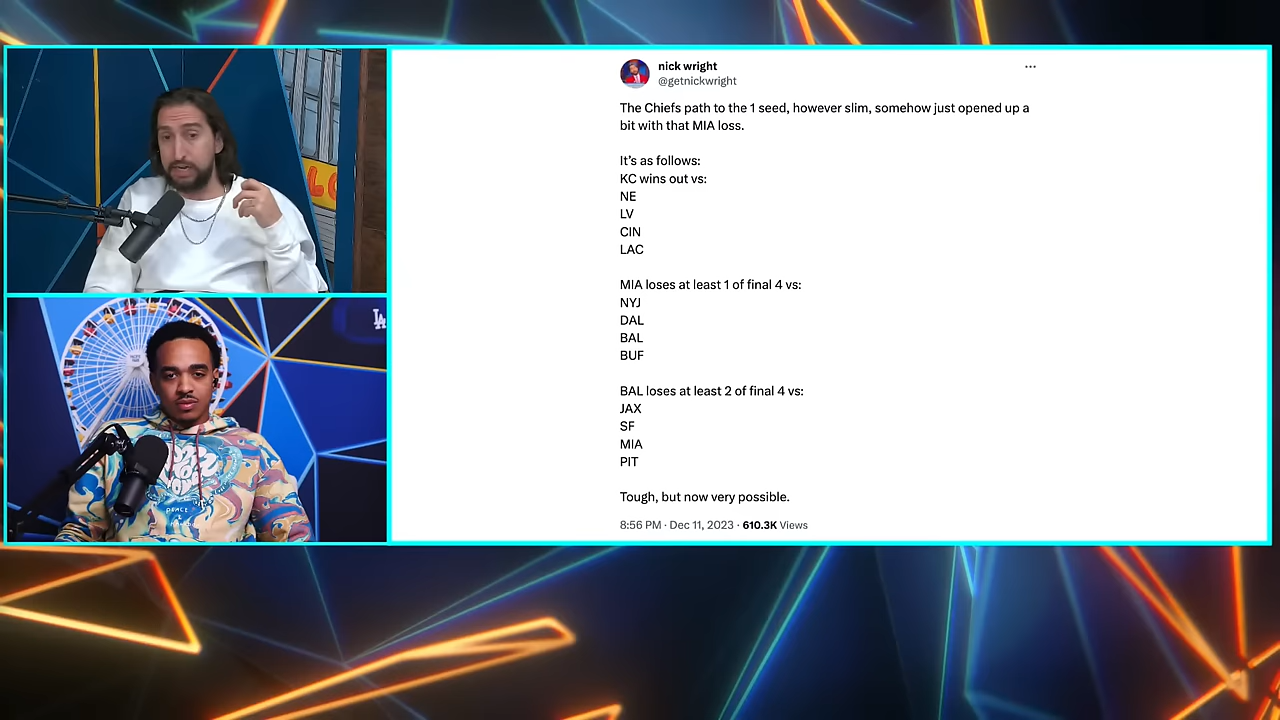 nick wright
@getnickwright
The Chiefs path to the 1 seed, however slim, somehow just opened up a
bit with that MIA loss.
It's as follows:
KC wins out vs:
NE
LV
CIN
LAC
MIA loses at least 1 of final 4 vs:
NYJ
DAL
BAL
BUF
BAL loses at least 2 of final 4 vs:
JAX
SF
MIA
PIT
Tough, but now very possible.
8:56 PM · Dec 11, 2023 · 610.3K Views
LA
PEACE